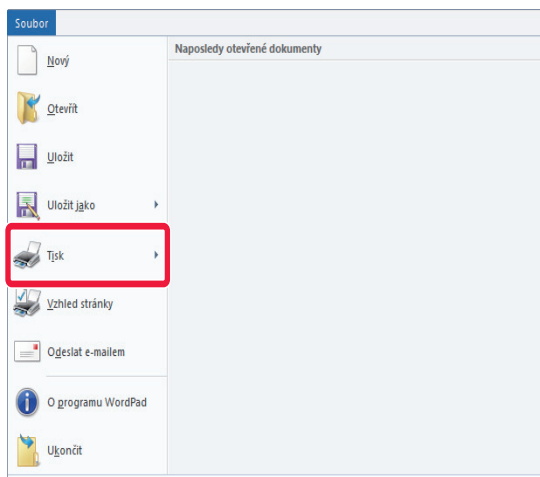 Soubor
Naposledy otevřené dokumenty
Nový
Otevřít
Uložit
Uložit jako
Tisk
Vzhled stránky
Odeslat e-mailem
O programu WordPad
Ukončit